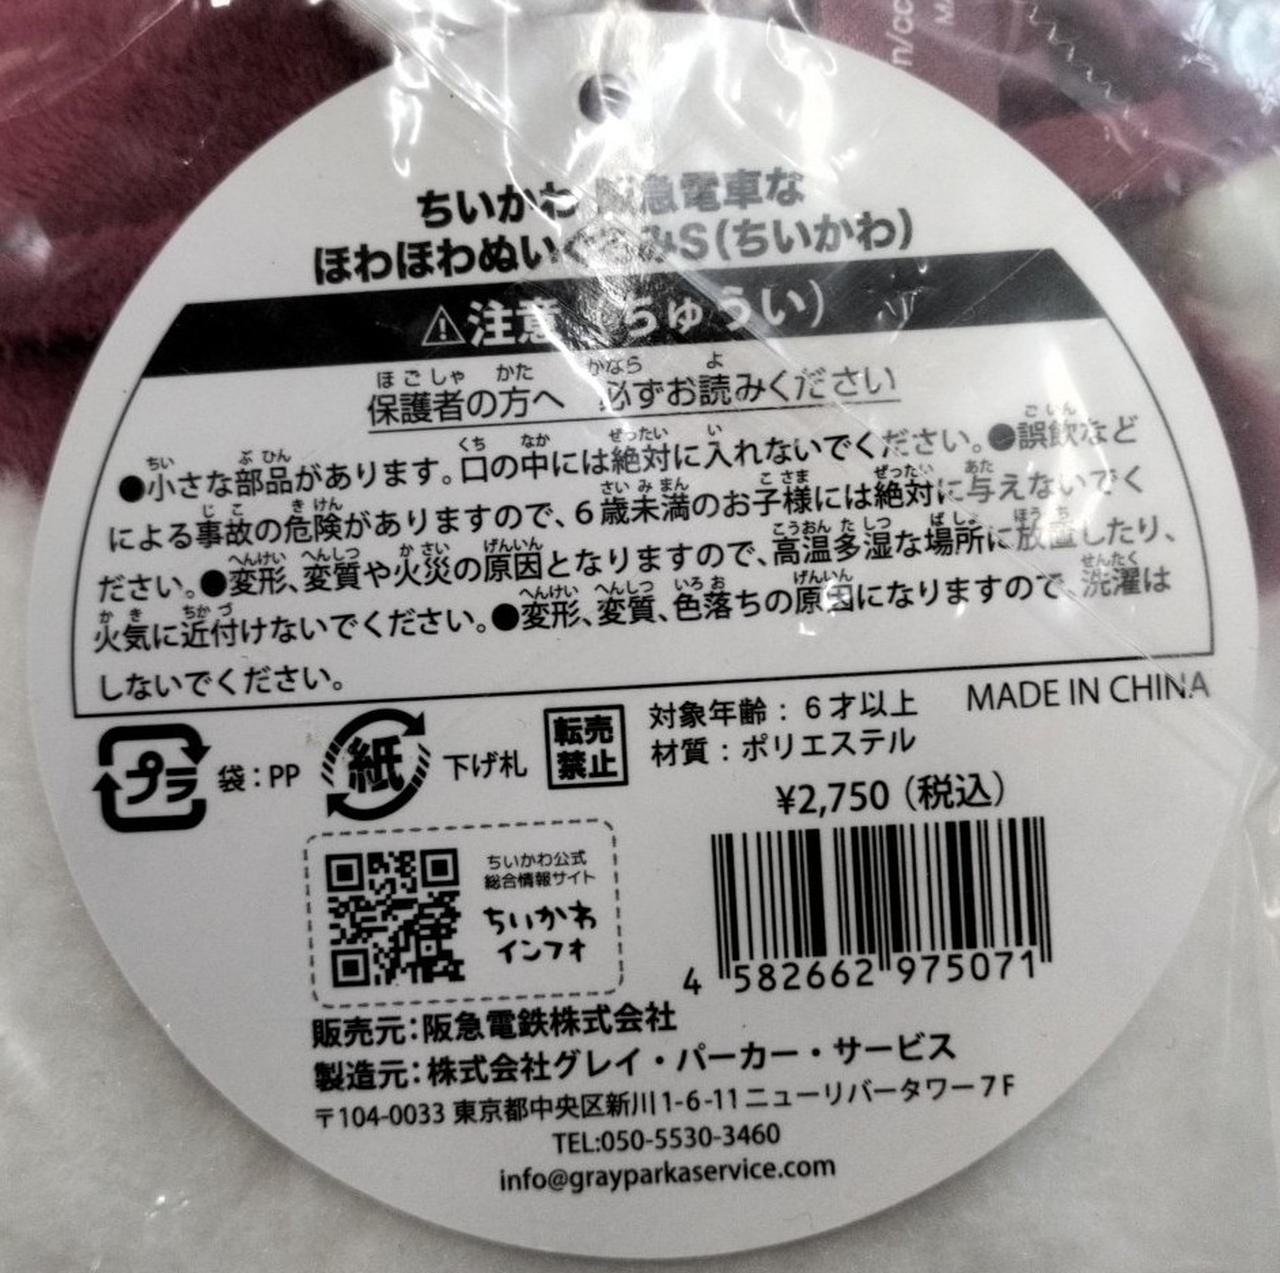 n/cc
MA
ちいかわ 阪急電車な
ほわほわぬいぐるみS(ちいかわ)
⚠注意(ちゅうい)
保護者の方へ 必ずお読みください
●小さな部品があります。口の中には絶対に入れないでください。●誤飲など
による事故の危険がありますので、6歳未満のお子様には絶対に与えないでく
ださい。●変形、変質や火災の原因となりますので、高温多湿な場所に放置したり、
火気に近付けないでください。●変形、変質、色落ちの原因になりますので、洗濯は
しないでください。
MADE IN CHINA
プラ 袋:PP 紙 下げ札
転売
禁止
対象年齢:6才以上
材質:ポリエステル
¥2,750(税込)
ちいかわ公式
総合情報サイト
ちいかわ
インフォ
4 582662 975071
販売元:阪急電鉄株式会社
製造元:株式会社グレイ・パーカー・サービス
〒104-0033 東京都中央区新川1-6-11ニューリバータワー7F
TEL:050-5530-3460
info@grayparkaservice.com